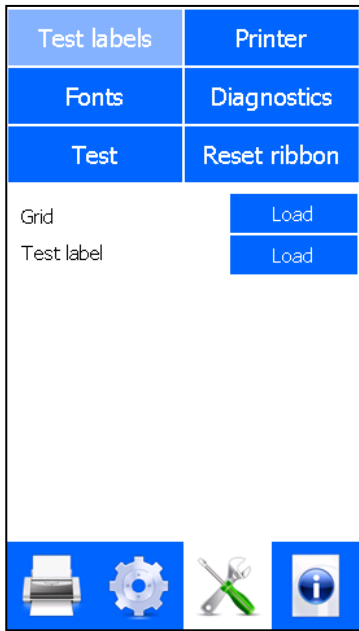 Test labels Printer
Fonts Diagnostics
Test Reset ribbon
Grid Load
Test label Load